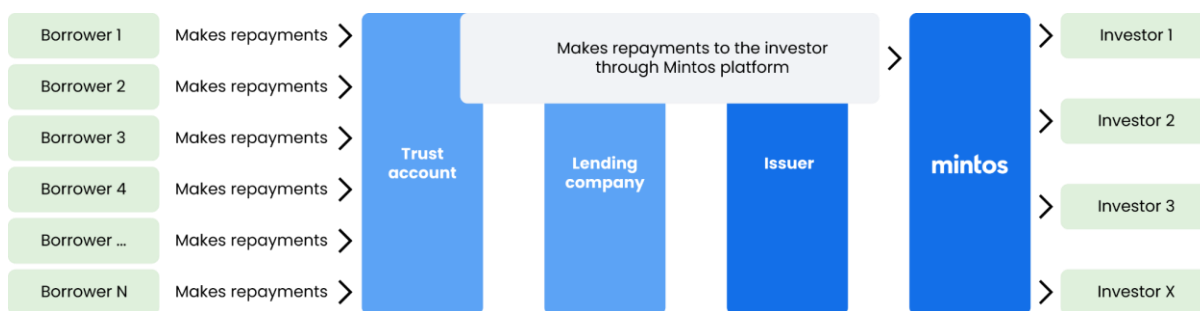 Borrower 1
Makes repayments
Borrower 2
Makes repayments
Borrower 3
Makes repayments
Borrower 4
Makes repayments
Borrower ...
Makes repayments
Borrower N
Makes repayments
Trust
account
Makes repayments to the investor
through Mintos platform
Lending
company
Issuer
mintos
Investor 1
Investor 2
Investor 3
Investor X